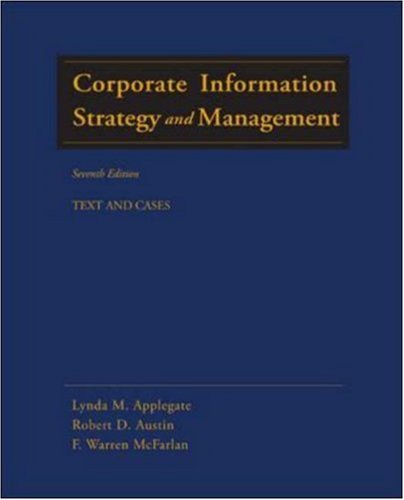 Corporate Information
Strategy and Management
Seventh Edition
TEXT AND CASES
Lynda M. Applegate
Robert D. Austin
F. Warren McFarlan